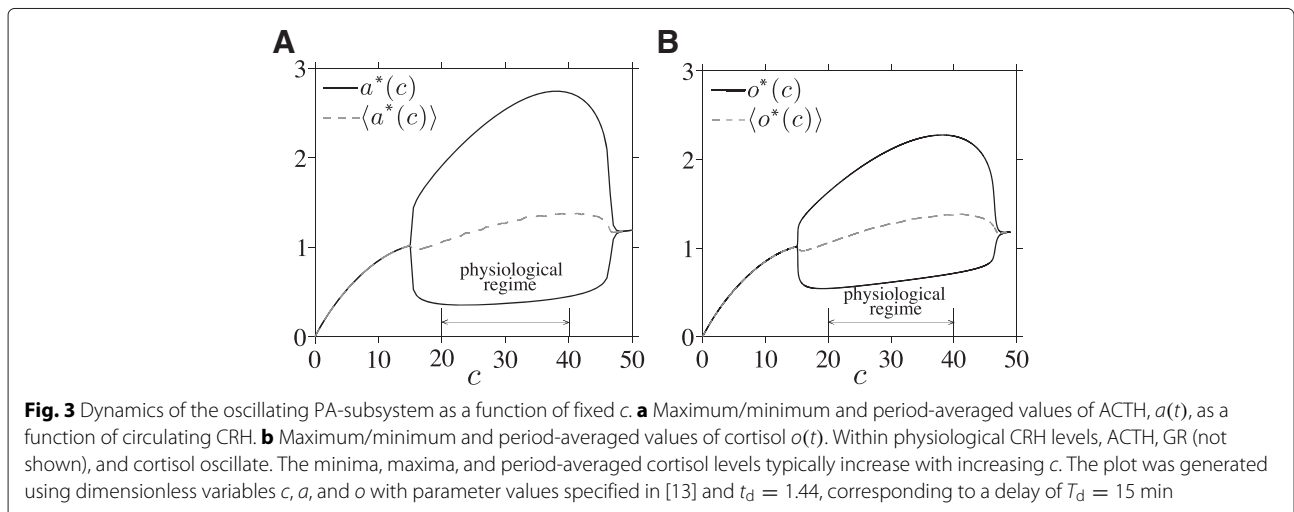 A
B
3
2
1
0
0 10 20 30 40 50
c
a*(c)
⟨a*(c)⟩
physiological
regime
3
2
1
0
0 10 20 30 40 50
c
o*(c)
⟨o*(c)⟩
physiological
regime
Fig. 3 Dynamics of the oscillating PA-subsystem as a function of fixed c. a Maximum/minimum and period-averaged values of ACTH, a(t), as a
function of circulating CRH. b Maximum/minimum and period-averaged values of cortisol o(t). Within physiological CRH levels, ACTH, GR (not
shown), and cortisol oscillate. The minima, maxima, and period-averaged cortisol levels typically increase with increasing c. The plot was generated
using dimensionless variables c, a, and o with parameter values specified in [13] and t_d = 1.44, corresponding to a delay of T_d = 15 min